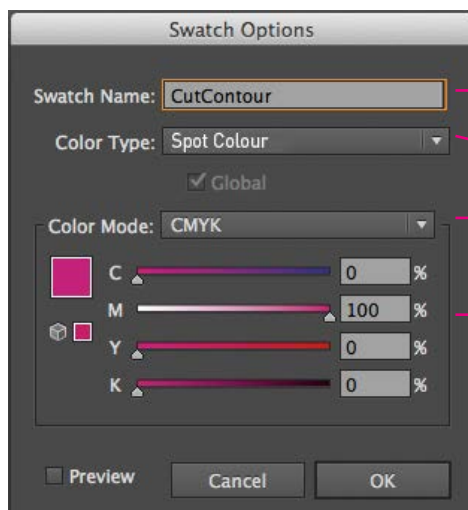 Swatch Options
Swatch Name: CutContour
Color Type: Spot Colour
Global
Color Mode: CMYK
C 0 %
M 100 %
Y 0 %
K 0 %
Preview Cancel OK